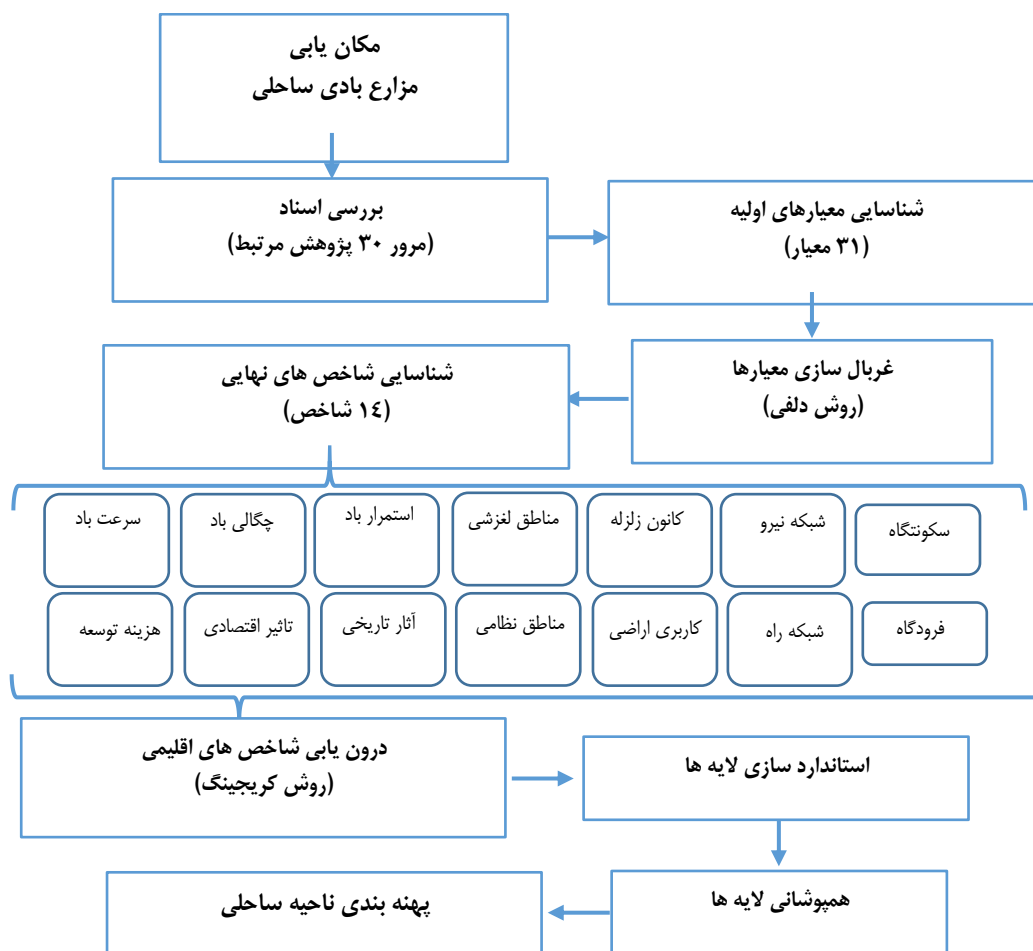 مکان یابی
مزارع بادی ساحلی
بررسی اسناد
(مرور ۳۰ پژوهش مرتبط)
شناسایی معیارهای اولیه
(۳۱ معیار)
غربال سازی معیارها
(روش دلفی)
شناسایی شاخص های نهایی
(١٤ شاخص)
سکونتگاه
شبکه نیرو
کانون زلزله
مناطق لغزشی
استمرار باد
چگالی باد
سرعت باد
فرودگاه
شبکه راه
کاربری اراضی
مناطق نظامی
آثار تاریخی
تاثیر اقتصادی
هزینه توسعه
درون یابی شاخص های اقلیمی
(روش کریجینگ)
استاندارد سازی لایه ها
همپوشانی لایه ها
پهنه بندی ناحیه ساحلی